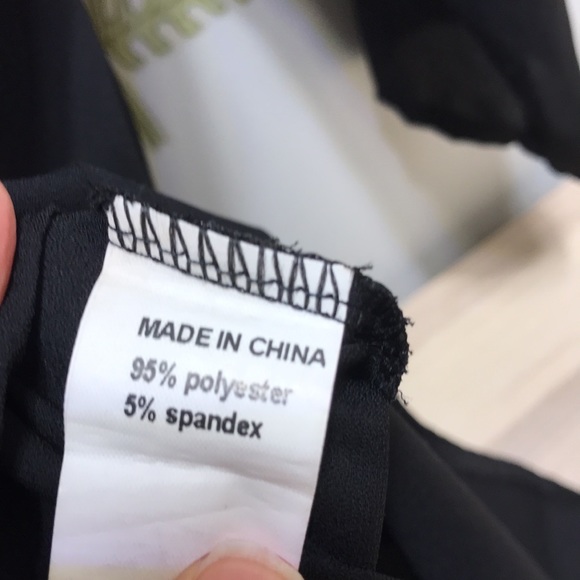 MADE IN CHINA
95% polyester
5% spandex